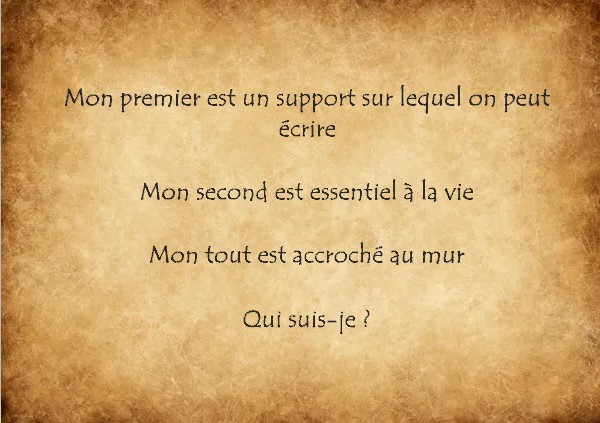 Mon premier est un support sur lequel on peut
écrire
Mon second est essentiel à la vie
Mon tout est accroché au mur
Qui suis-je ?